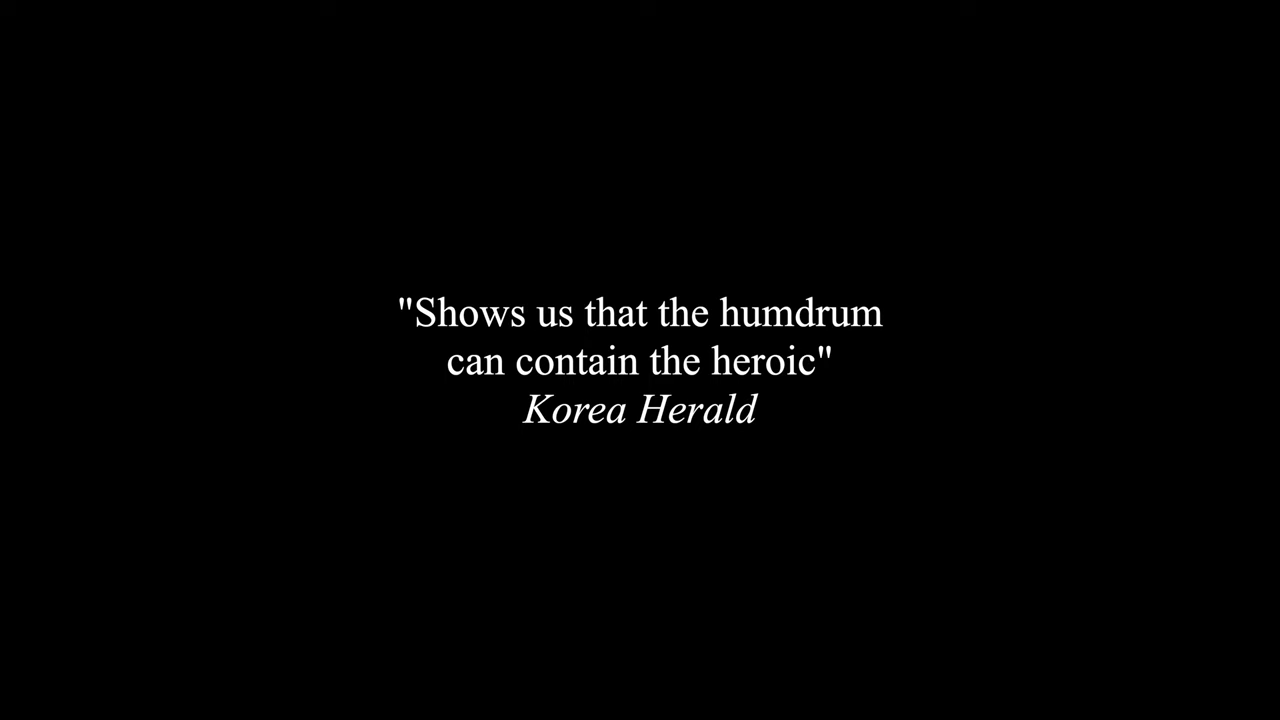 "Shows us that the humdrum
can contain the heroic"
Korea Herald